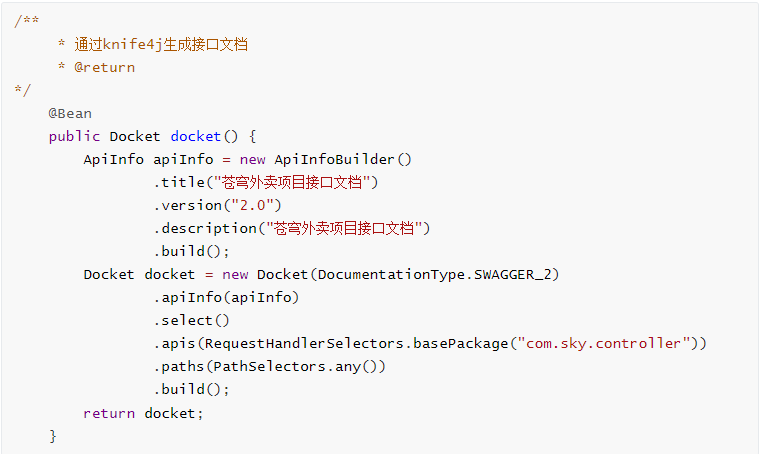 /**
     * 通过knife4j生成接口文档
     * @return
*/
    @Bean
    public Docket docket() {
        ApiInfo apiInfo = new ApiInfoBuilder()
                .title("苍穹外卖项目接口文档")
                .version("2.0")
                .description("苍穹外卖项目接口文档")
                .build();
        Docket docket = new Docket(DocumentationType.SWAGGER_2)
                .apiInfo(apiInfo)
                .select()
                .apis(RequestHandlerSelectors.basePackage("com.sky.controller"))
                .paths(PathSelectors.any())
                .build();
        return docket;
    }